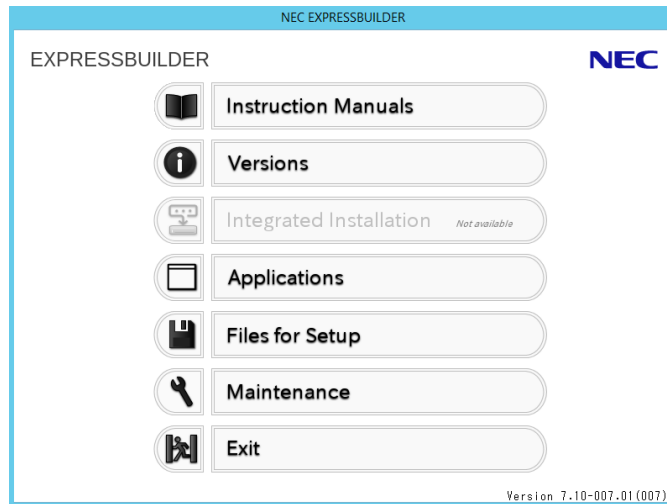 NEC EXPRESSBUILDER
EXPRESSBUILDER NEC
Instruction Manuals
Versions
Integrated Installation Not available
Applications
Files for Setup
Maintenance
Exit
Version 7.10-007.01(007)